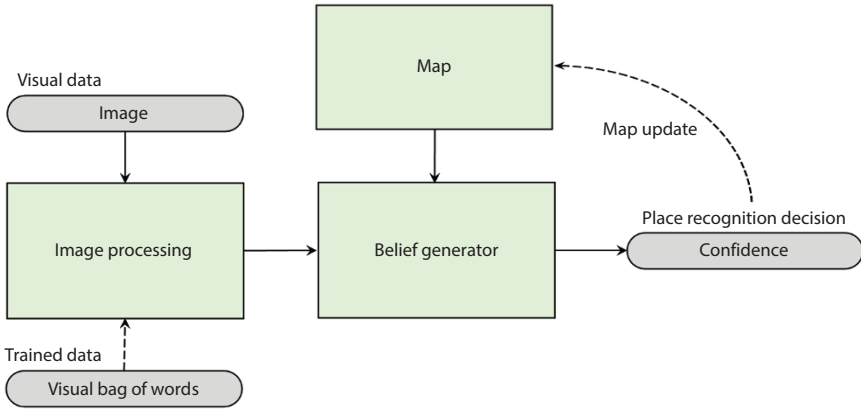 Map
Visual data
Image
Map update
Place recognition decision
Image processing
Belief generator
Confidence
Trained data
Visual bag of words